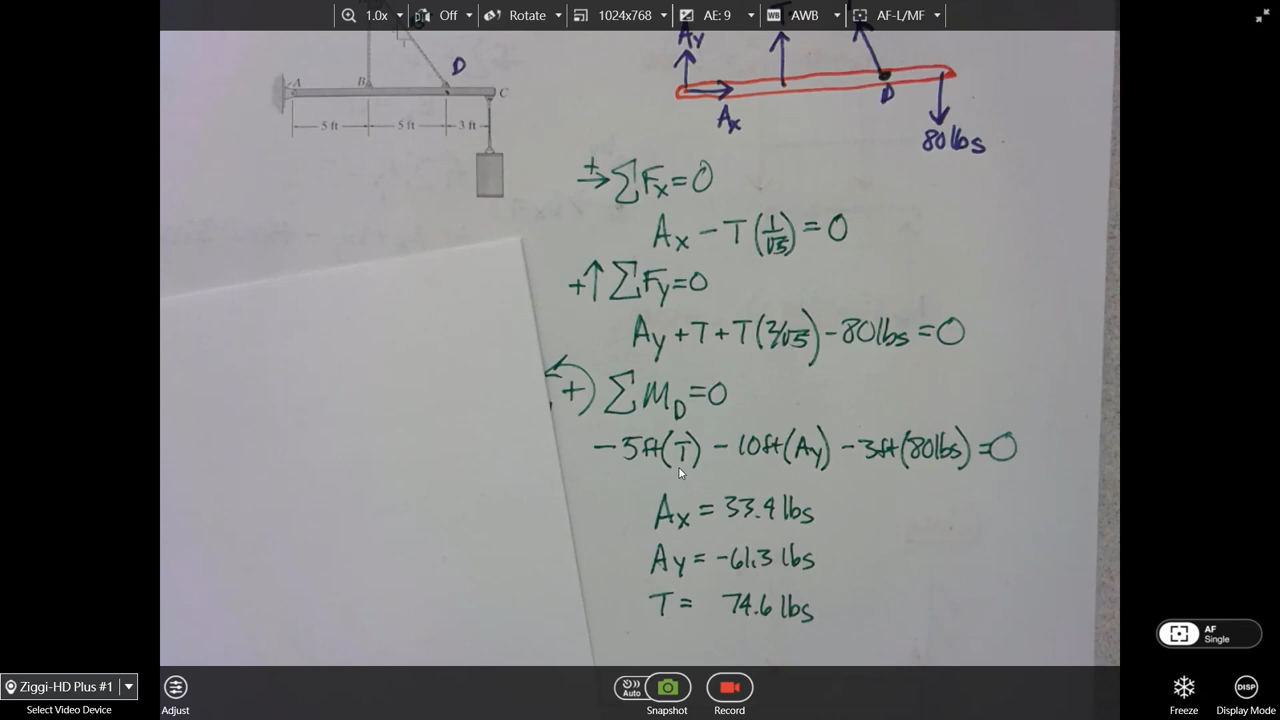 1.0x Off Rotate 1024x768 AE: 9 AWB AF-L/MF
A B D C
5 ft 5 ft 3 ft
Ay
Ax
D
80 lbs
+→ ΣFx=0
Ax - T(1/√5) = 0
+↑ ΣFy=0
Ay + T + T(2/√5) - 80 lbs = 0
+) ΣM_D=0
-5ft(T) - 10ft(Ay) - 3ft(80lbs) = 0
Ax = 33.4 lbs
Ay = -61.3 lbs
T = 74.6 lbs
AF
Single
Ziggi-HD Plus #1
Select Video Device
Adjust
Auto
Snapshot
Record
Freeze
DISP
Display Mode